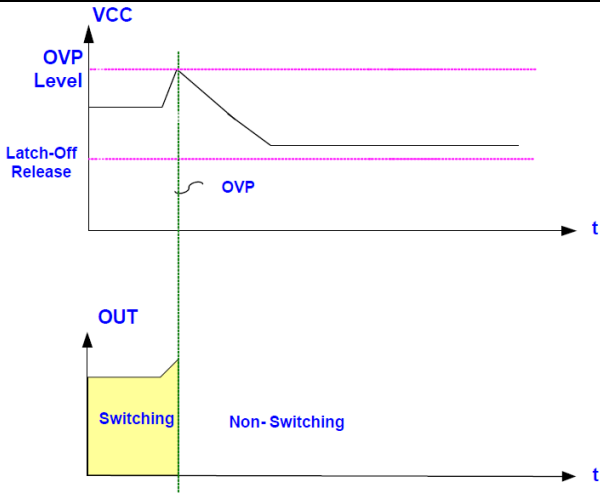 VCC
OVP
Level
Latch-Off
Release
OVP
t
OUT
Switching
Non- Switching
t